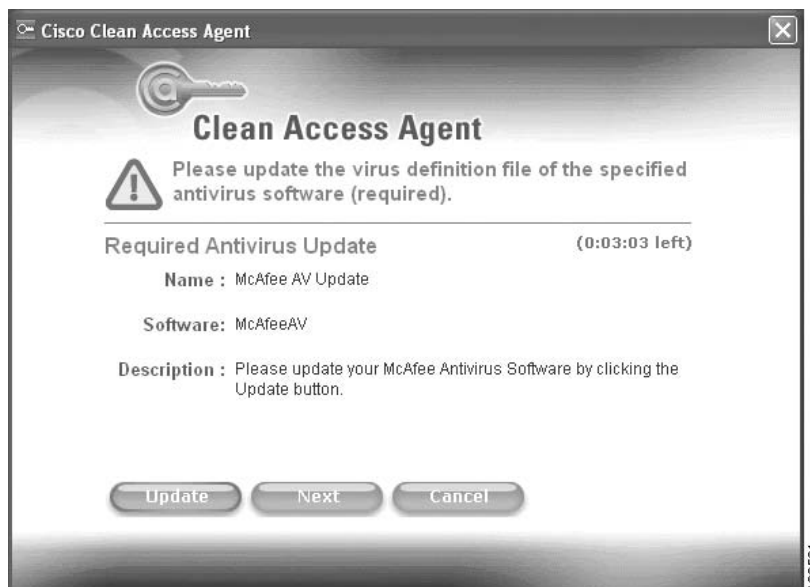 Cisco Clean Access Agent
Clean Access Agent
Please update the virus definition file of the specified
antivirus software (required).
Required Antivirus Update (0:03:03 left)
Name : McAfee AV Update
Software: McAfeeAV
Description : Please update your McAfee Antivirus Software by clicking the
Update button.
Update Next Cancel